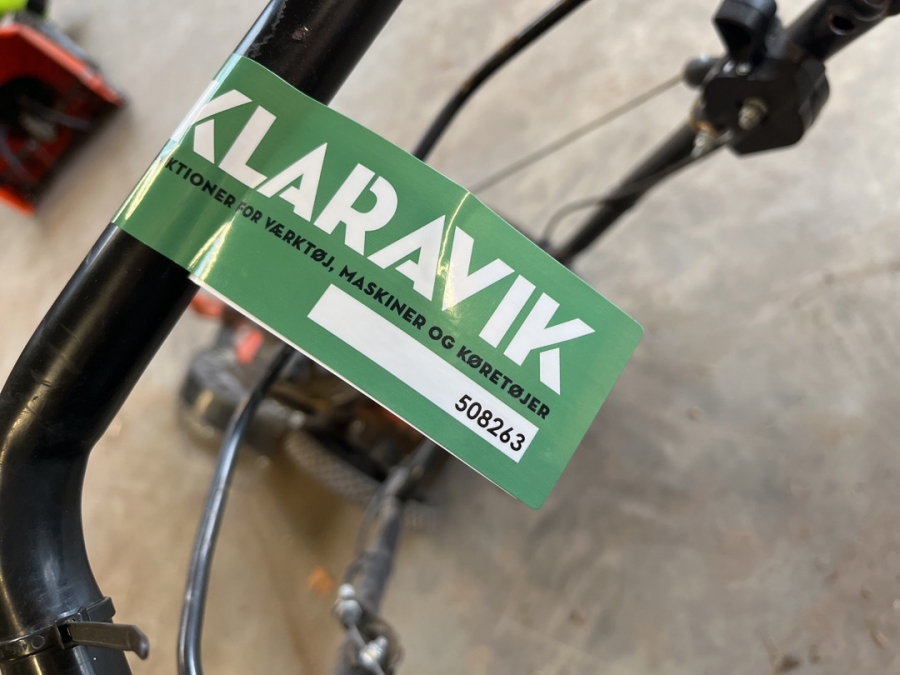 KLARAVIK
KTIONER FOR VÆRKTØJ, MASKINER OG KØRETØJER
508263